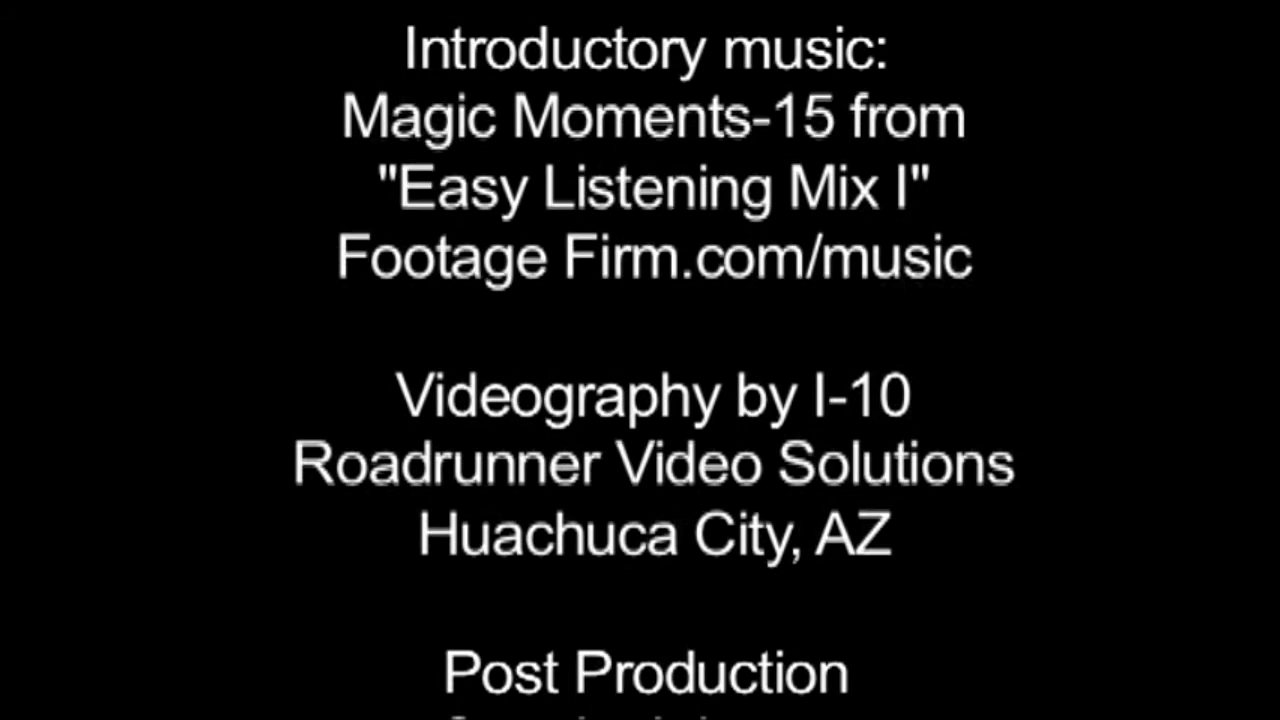 Introductory music:
Magic Moments-15 from
"Easy Listening Mix I"
Footage Firm.com/music
Videography by I-10
Roadrunner Video Solutions
Huachuca City, AZ
Post Production